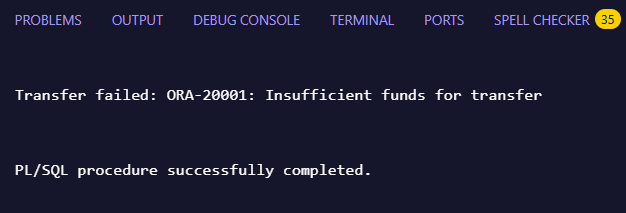 PROBLEMS OUTPUT DEBUG CONSOLE TERMINAL PORTS SPELL CHECKER 35
Transfer failed: ORA-20001: Insufficient funds for transfer
PL/SQL procedure successfully completed.